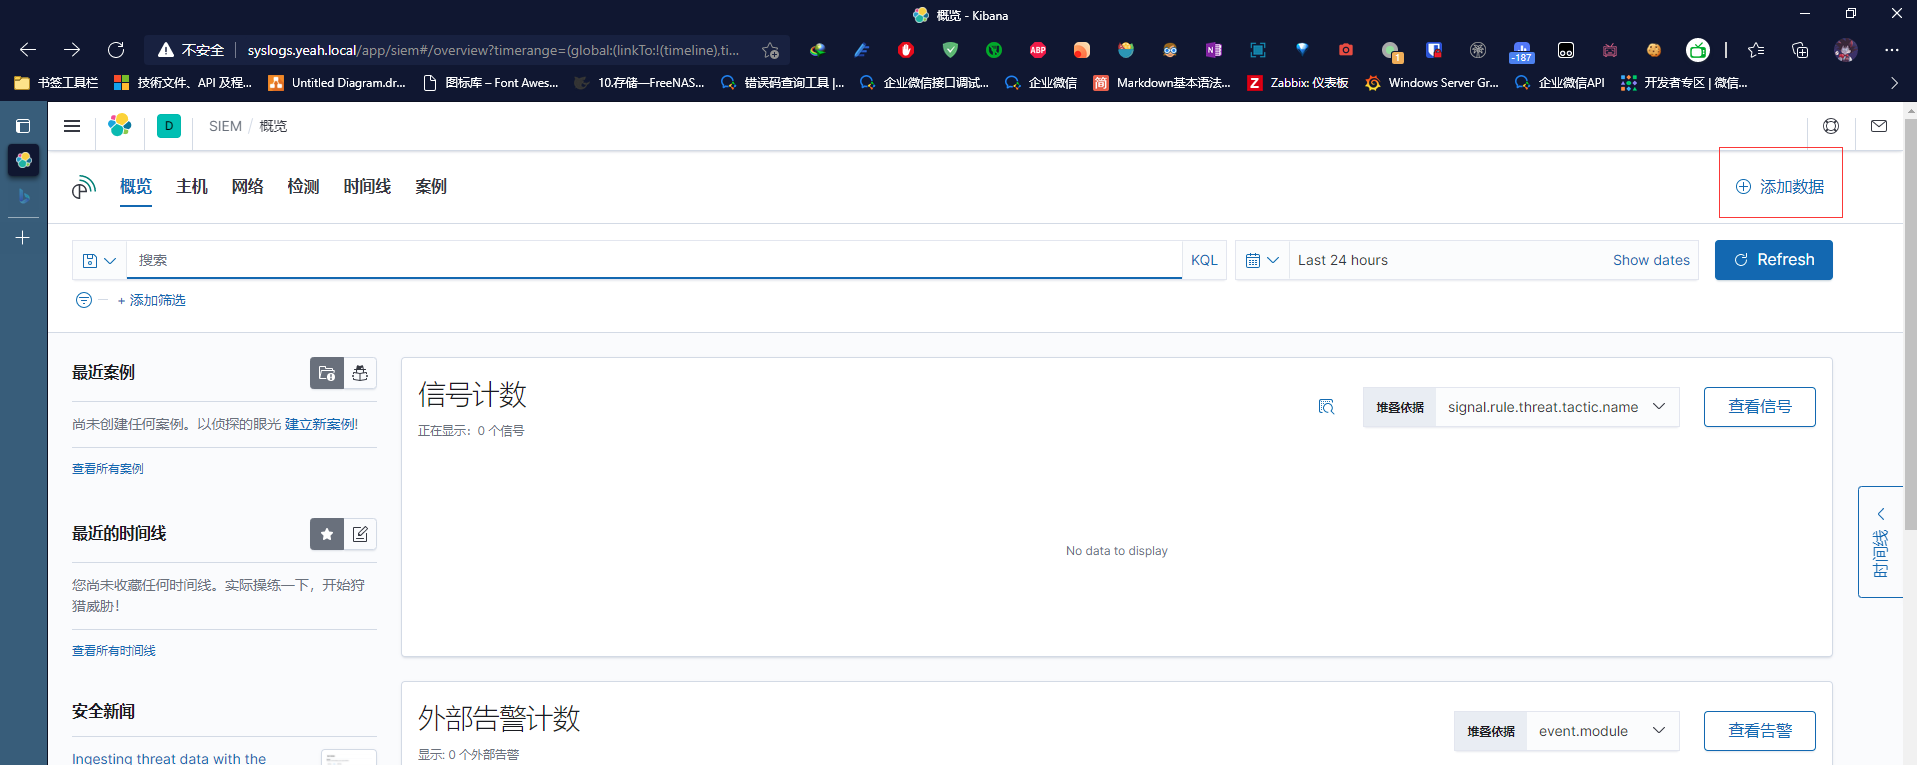 概览 - Kibana
不安全 syslogs.yeah.local/app/siem#/overview?timerange=(global:(linkTo:!(timeline),ti...
ABP
1
-187
书签工具栏 技術文件、API 及程... Untitled Diagram.dr... 图标库 – Font Awes... 10.存储—FreeNAS... 错误码查询工具 |... 企业微信接口调试... 企业微信 简 Markdown基本语法... Z Zabbix: 仪表板 Windows Server Gr... 企业微信API 开发者专区 | 微信...
D SIEM / 概览
概览 主机 网络 检测 时间线 案例 添加数据
搜索 KQL Last 24 hours Show dates Refresh
+ 添加筛选
最近案例
尚未创建任何案例。以侦探的眼光 建立新案例!
查看所有案例
最近的时间线
您尚未收藏任何时间线。实际操练一下，开始狩
猎威胁！
查看所有时间线
安全新闻
Ingesting threat data with the
信号计数
正在显示：0 个信号
堆叠依据 signal.rule.threat.tactic.name 查看信号
No data to display
时间线
外部告警计数
显示: 0 个外部告警
堆叠依据 event.module 查看告警